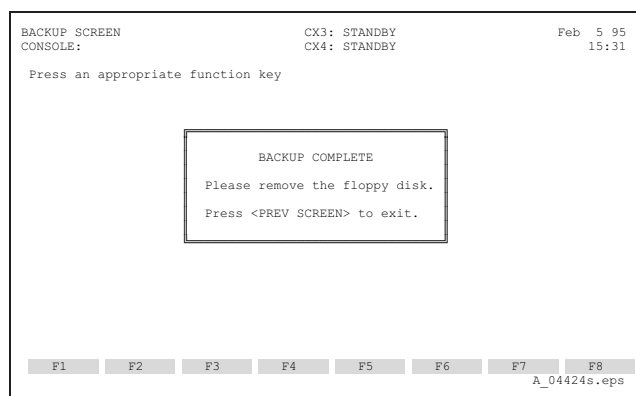 BACKUP SCREEN CX3: STANDBY Feb 5 95
CONSOLE: CX4: STANDBY 15:31
Press an appropriate function key
BACKUP COMPLETE
Please remove the floppy disk.
Press <PREV SCREEN> to exit.
F1 F2 F3 F4 F5 F6 F7 F8
A_04424s.eps